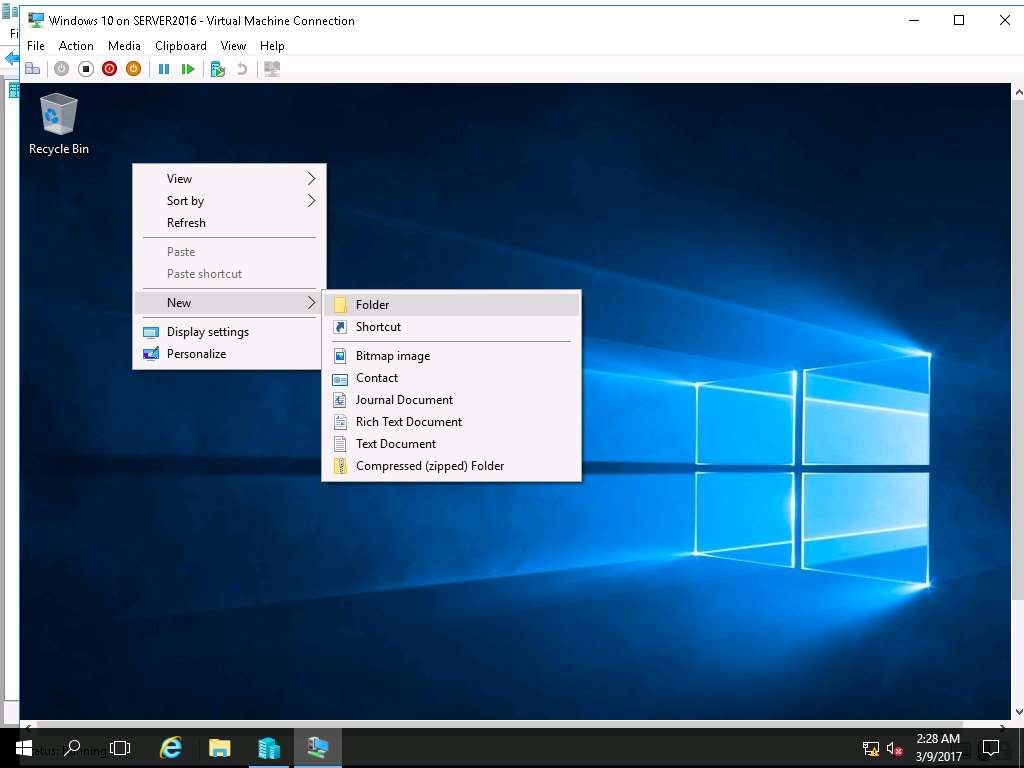 Windows 10 on SERVER2016 - Virtual Machine Connection
Fi
File Action Media Clipboard View Help
Recycle Bin
View
Sort by
Refresh
Paste
Paste shortcut
New
Display settings
Personalize
Folder
Shortcut
Bitmap image
Contact
Journal Document
Rich Text Document
Text Document
Compressed (zipped) Folder
Status: Running
2:28 AM
3/9/2017